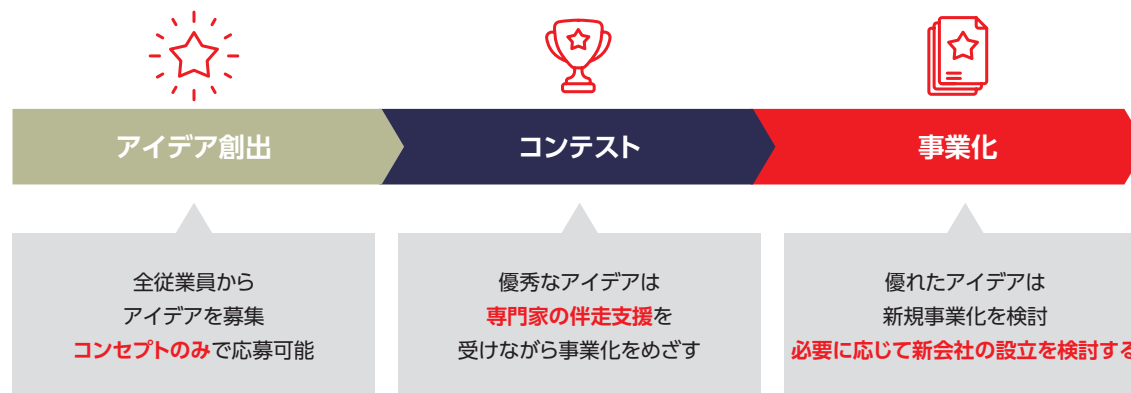 アイデア創出
コンテスト
事業化
全従業員から
アイデアを募集
コンセプトのみで応募可能
優秀なアイデアは
専門家の伴走支援を
受けながら事業化をめざす
優れたアイデアは
新規事業化を検討
必要に応じて新会社の設立を検討する